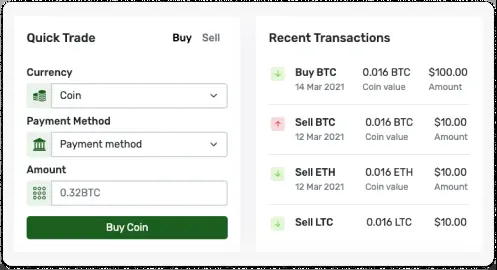 Quick Trade
Buy Sell
Currency
Coin
Payment Method
Payment method
Amount
0.32BTC
Buy Coin
Recent Transactions
Buy BTC 0.016 BTC $100.00
14 Mar 2021 Coin value Amount
Sell BTC 0.016 BTC $10.00
12 Mar 2021 Coin value Amount
Sell ETH 0.016 ETH $10.00
12 Mar 2021 Coin value Amount
Sell LTC 0.016 LTC $10.00